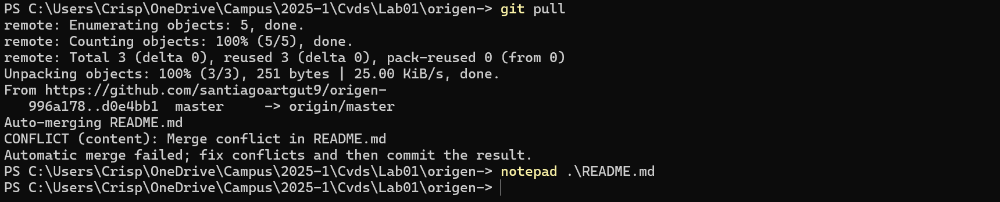 PS C:\Users\Crisp\OneDrive\Campus\2025-1\Cvds\Lab01\origen-> git pull
remote: Enumerating objects: 5, done.
remote: Counting objects: 100% (5/5), done.
remote: Total 3 (delta 0), reused 3 (delta 0), pack-reused 0 (from 0)
Unpacking objects: 100% (3/3), 251 bytes | 25.00 KiB/s, done.
From https://github.com/santiagoartgut9/origen-
   996a178..d0e4bb1  master     -> origin/master
Auto-merging README.md
CONFLICT (content): Merge conflict in README.md
Automatic merge failed; fix conflicts and then commit the result.
PS C:\Users\Crisp\OneDrive\Campus\2025-1\Cvds\Lab01\origen-> notepad .\README.md
PS C:\Users\Crisp\OneDrive\Campus\2025-1\Cvds\Lab01\origen->